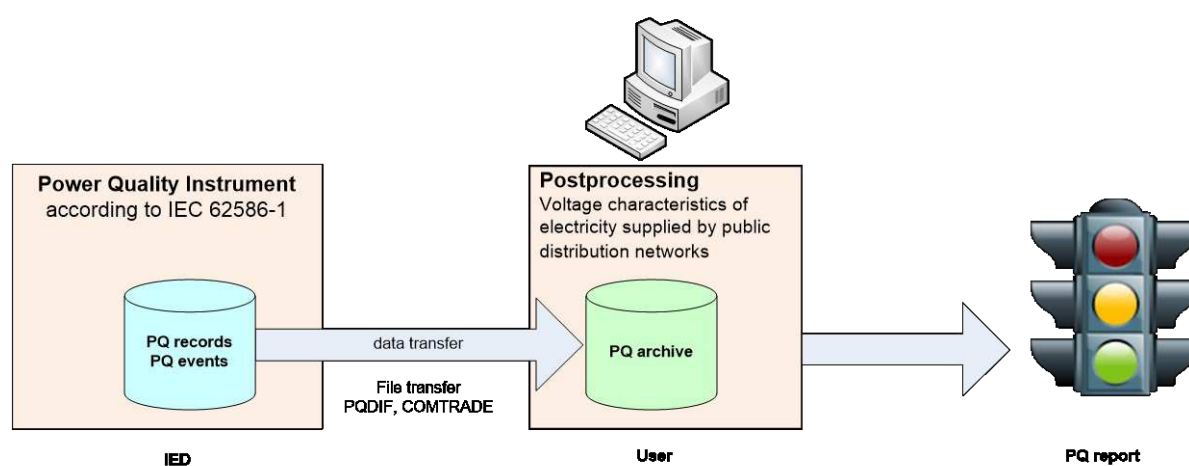 Power Quality Instrument
according to IEC 62586-1
PQ records
PQ events
IED
data transfer
File transfer
PQDIF, COMTRADE
Postprocessing
Voltage characteristics of
electricity supplied by public
distribution networks
PQ archive
User
PQ report